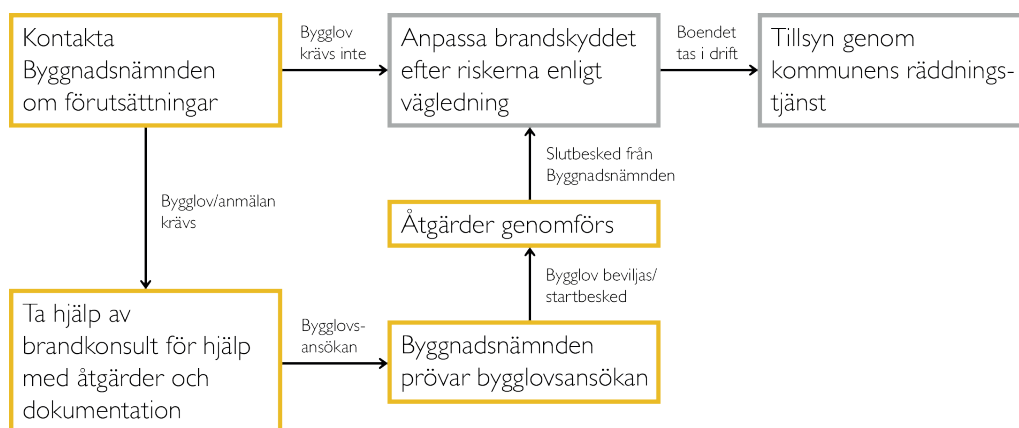 Kontakta
Byggnadsnämnden
om förutsättningar
Bygglov
krävs inte
Anpassa brandskyddet
efter riskerna enligt
vägledning
Boendet
tas i drift
Tillsyn genom
kommunens räddnings-
tjänst
Bygglov/anmälan
krävs
Slutbesked från
Byggnadsnämnden
Åtgärder genomförs
Bygglov beviljas/
startbesked
Ta hjälp av
brandkonsult för hjälp
med åtgärder och
dokumentation
Bygglovs-
ansökan
Byggnadsnämnden
prövar bygglovsansökan